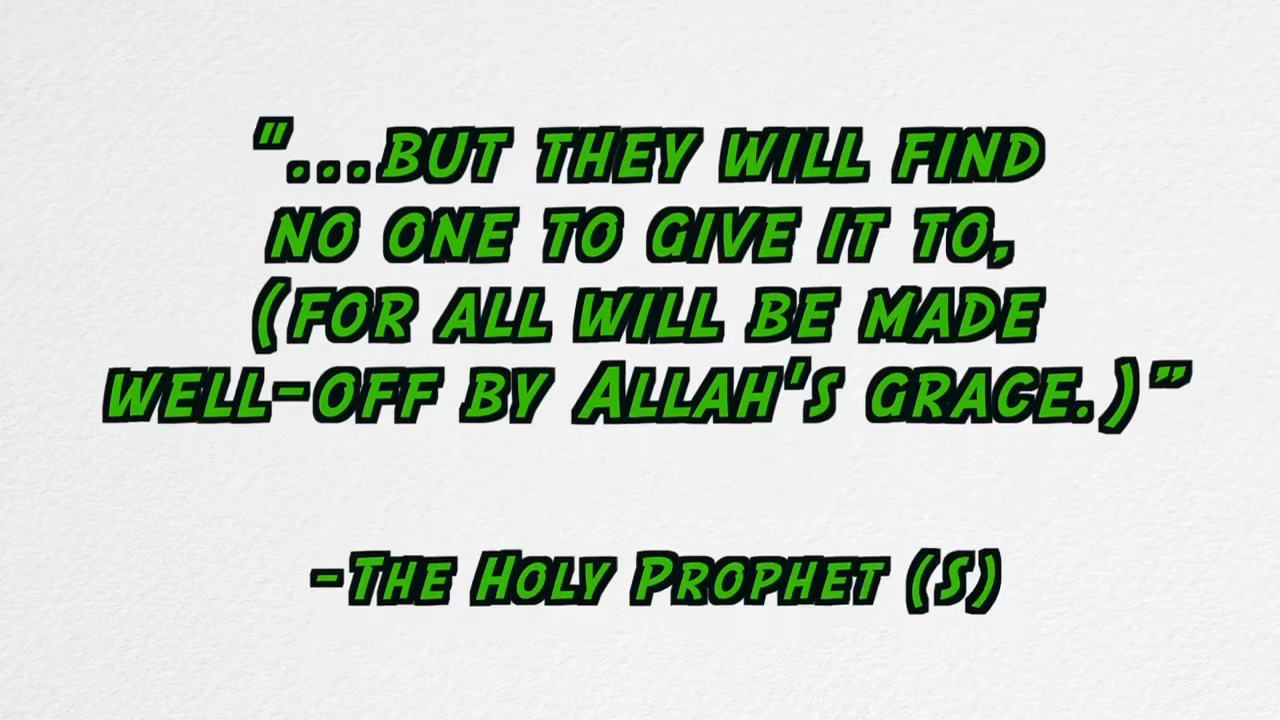 "...but they will find
no one to give it to,
(for all will be made
well-off by Allah's grace.)"
-The Holy Prophet (S)